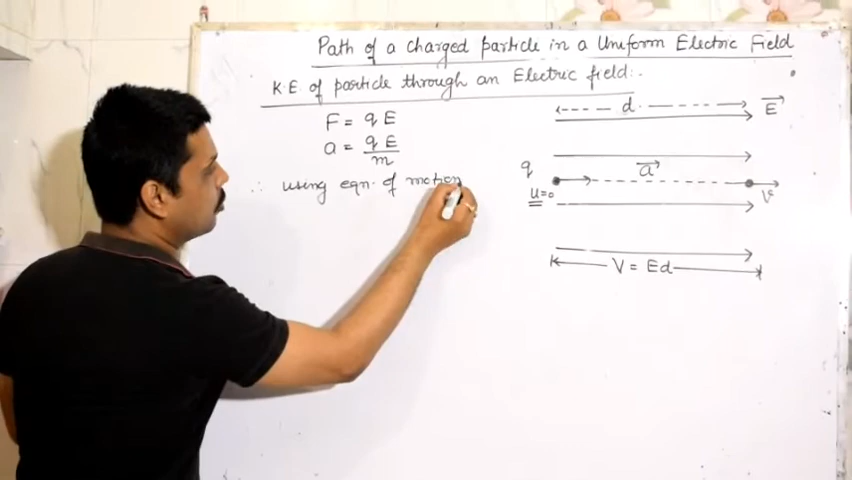 Path of a charged particle in a Uniform Electric Field
K.E. of particle through an Electric field:-
F = qE
a = qE/m
∴ using eqn. of motion
d
E
q
a
u=0
v
V = Ed